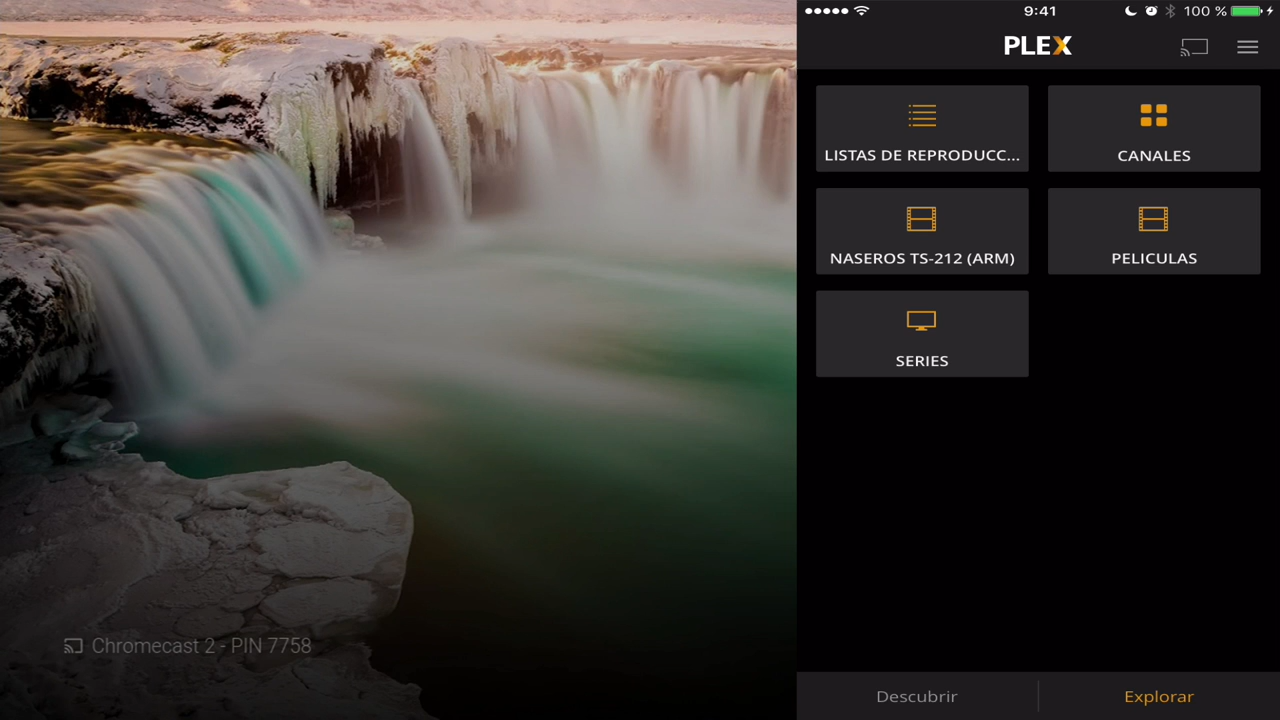 Chromecast 2 - PIN 7758
9:41
100 %
PLEX
LISTAS DE REPRODUCC...
CANALES
NASEROS TS-212 (ARM)
PELICULAS
SERIES
Descubrir
Explorar